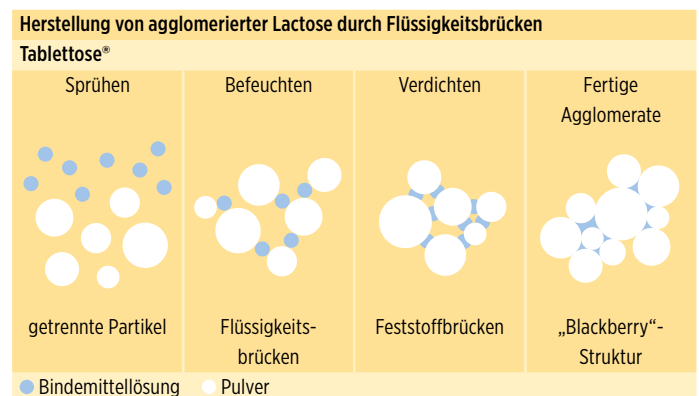 Herstellung von agglomerierter Lactose durch Flüssigkeitsbrücken
Tablettose®
Sprühen
Befeuchten
Verdichten
Fertige
Agglomerate
getrennte Partikel
Flüssigkeits-
brücken
Feststoffbrücken
„Blackberry“-
Struktur
Bindemittellösung
Pulver